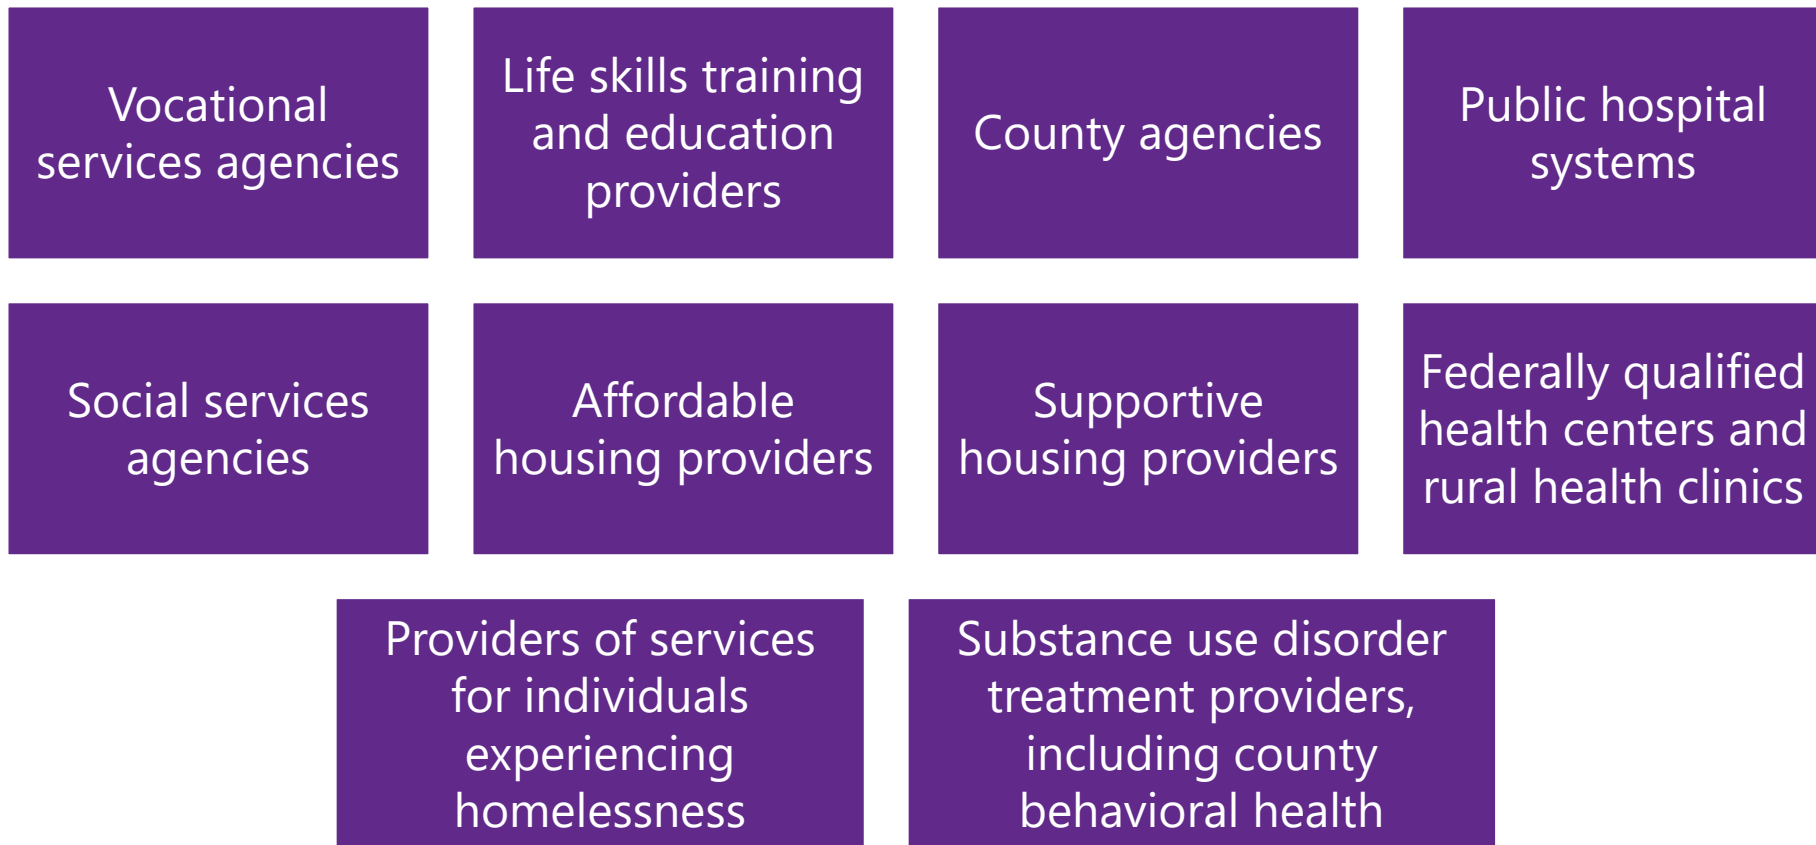 Vocational
services agencies
Life skills training
and education
providers
County agencies
Public hospital
systems
Social services
agencies
Affordable
housing providers
Supportive
housing providers
Federally qualified
health centers and
rural health clinics
Providers of services
for individuals
experiencing
homelessness
Substance use disorder
treatment providers,
including county
behavioral health